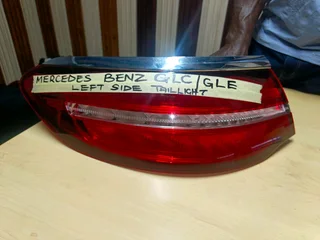 MERCEDES BENZ GLC/GLE
LEFT SIDE TAILLIGHT